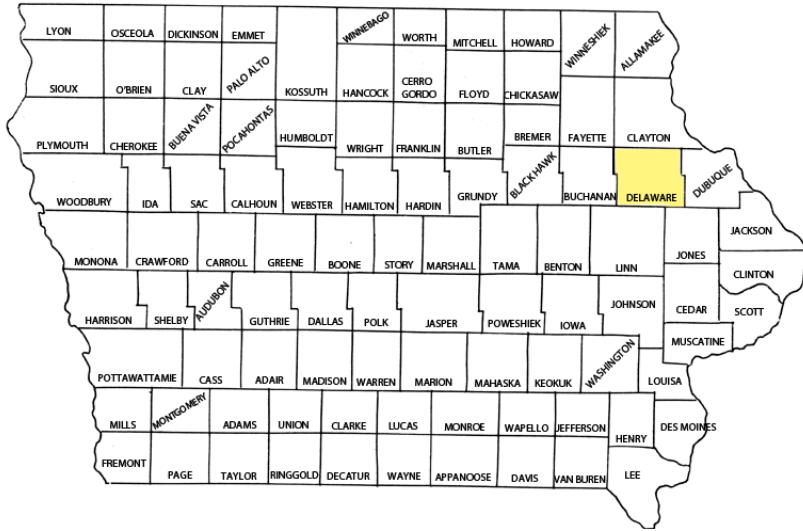 LYON
OSCEOLA
DICKINSON
EMMET
WINNEBAGO
WORTH
MITCHELL
HOWARD
WINNESHIEK
ALLAMAKEE
SIOUX
O'BRIEN
CLAY
PALO ALTO
KOSSUTH
HANCOCK
CERRO
GORDO
FLOYD
CHICKASAW
PLYMOUTH
CHEROKEE
BUENA VISTA
POCAHONTAS
HUMBOLDT
WRIGHT
FRANKLIN
BUTLER
BREMER
FAYETTE
CLAYTON
WOODBURY
IDA
SAC
CALHOUN
WEBSTER
HAMILTON
HARDIN
GRUNDY
BLACK HAWK
BUCHANAN
DELAWARE
DUBUQUE
MONONA
CRAWFORD
CARROLL
GREENE
BOONE
STORY
MARSHALL
TAMA
BENTON
LINN
JONES
JACKSON
CLINTON
HARRISON
SHELBY
AUDUBON
GUTHRIE
DALLAS
POLK
JASPER
POWESHIEK
IOWA
JOHNSON
CEDAR
SCOTT
MUSCATINE
POTTAWATTAMIE
CASS
ADAIR
MADISON
WARREN
MARION
MAHASKA
KEOKUK
WASHINGTON
LOUISA
MILLS
MONTGOMERY
ADAMS
UNION
CLARKE
LUCAS
MONROE
WAPELLO
JEFFERSON
HENRY
DES MOINES
FREMONT
PAGE
TAYLOR
RINGGOLD
DECATUR
WAYNE
APPANOOSE
DAVIS
VAN BUREN
LEE